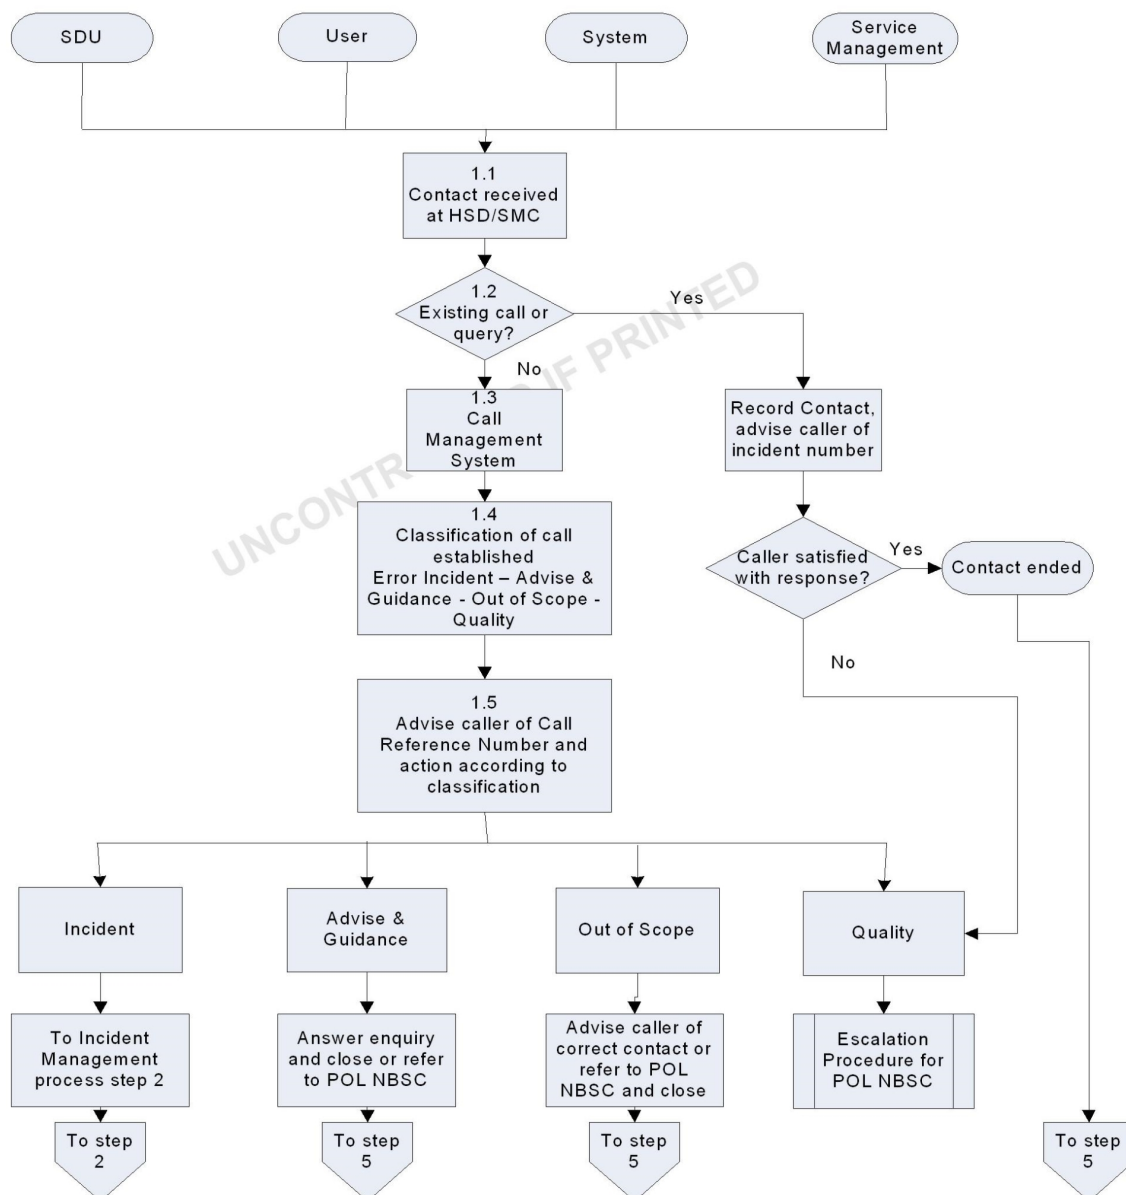 SDU
User
System
Service
Management
1.1
Contact received
at HSD/SMC
1.2
Existing call or
query?
Yes
No
1.3
Call
Management
System
Record Contact,
advise caller of
incident number
UNCONTR IF PRINTED
1.4
Classification of call
established
Error Incident – Advise &
Guidance - Out of Scope -
Quality
Caller satisfied
with response?
Yes
Contact ended
No
1.5
Advise caller of Call
Reference Number and
action according to
classification
Incident
Advise &
Guidance
Out of Scope
Quality
To Incident
Management
process step 2
Answer enquiry
and close or refer
to POL NBSC
Advise caller of
correct contact or
refer to POL
NBSC and close
Escalation
Procedure for
POL NBSC
To step
2
To step
5
To step
5
To step
5